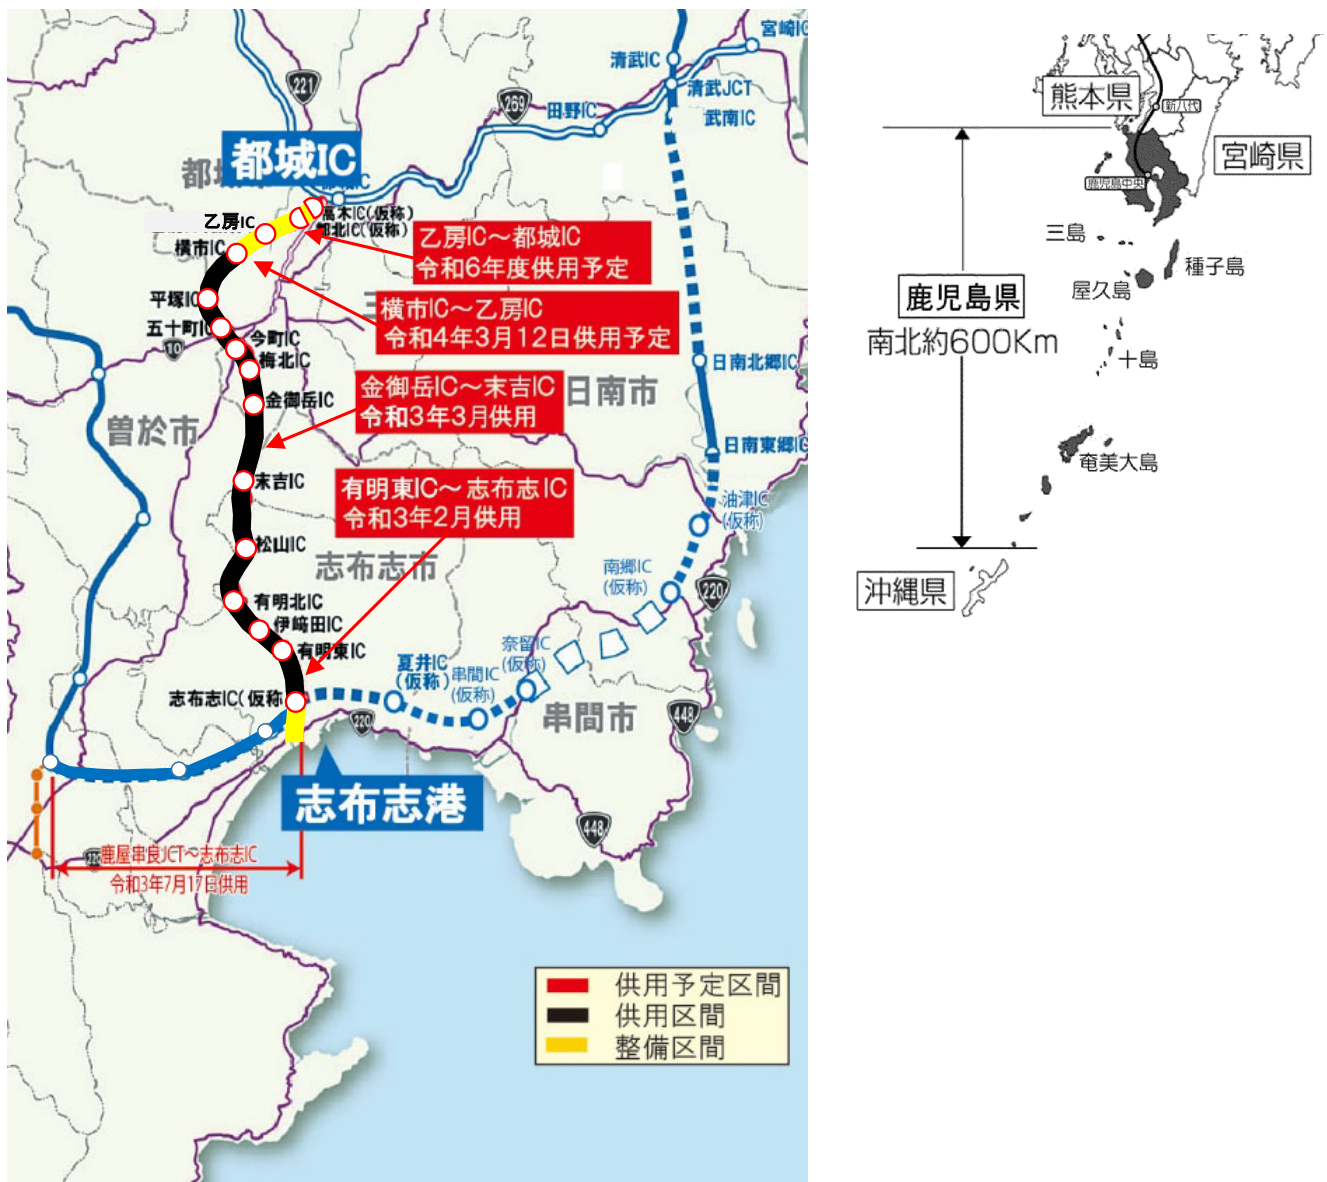 宮崎IC
清武IC
清武JCT
武南IC
221
269
田野IC
都城IC
高木IC(仮称)
都北IC(仮称)
乙房IC
横市IC
乙房IC～都城IC
令和6年度供用予定
平塚IC
横市IC～乙房IC
令和4年3月12日供用予定
五十町IC
今町IC
10
梅北IC
日南北郷IC
金御岳IC～末吉IC
令和3年3月供用
日南市
金御岳IC
曽於市
日南東郷IC
末吉IC
有明東IC～志布志IC
令和3年2月供用
油津IC
(仮称)
松山IC
志布志市
南郷IC
(仮称)
220
有明北IC
伊﨑田IC
有明東IC
奈留IC
(仮称)
夏井IC
(仮称)
串間IC
(仮称)
志布志IC(仮称
220
串間市
448
志布志港
448
鹿屋串良JCT～志布志IC
令和3年7月17日供用
供用予定区間
供用区間
整備区間
熊本県
新八代
宮崎県
鹿児島中央
三島
種子島
屋久島
鹿児島県
南北約600Km
十島
奄美大島
沖縄県